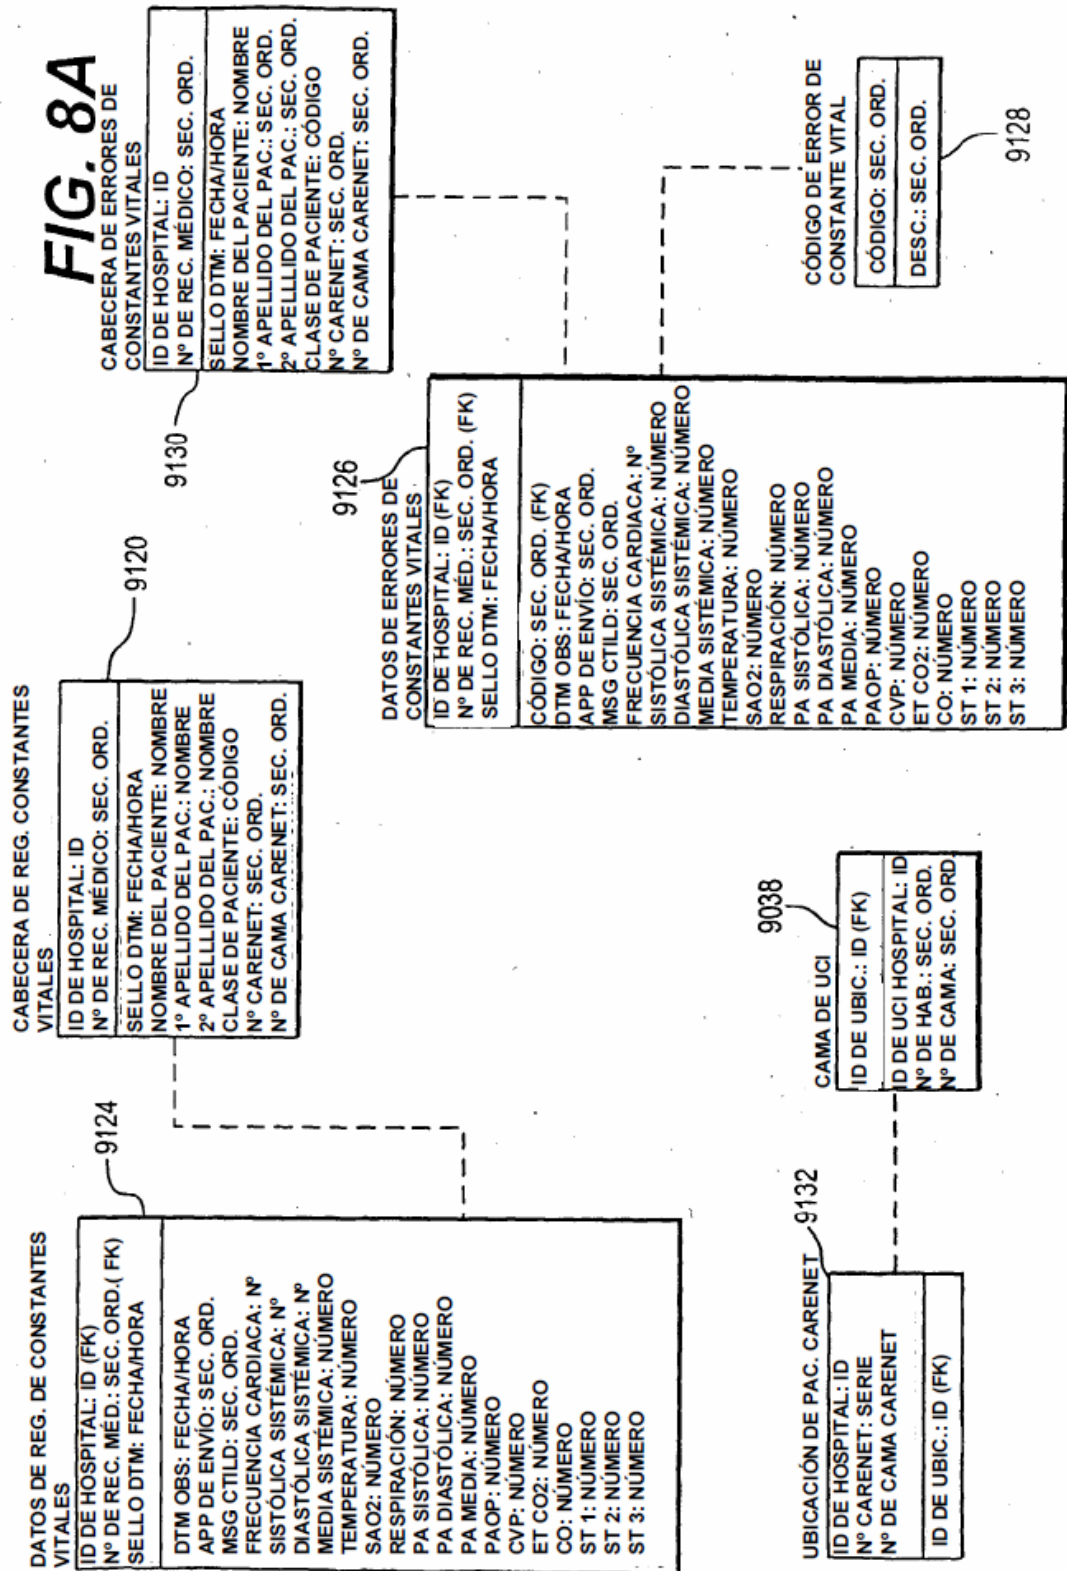 FIG. 8A
DATOS DE REG. DE CONSTANTES
VITALES
9124
ID DE HOSPITAL: ID (FK)
Nº DE REC. MÉD.: SEC. ORD.( FK)
SELLO DTM: FECHA/HORA
DTM OBS: FECHA/HORA
APP DE ENVÍO: SEC. ORD.
MSG CTILD: SEC. ORD.
FRECUENCIA CARDIACA: Nº
SISTÓLICA SISTÉMICA: Nº
DIASTÓLICA SISTÉMICA: Nº
MEDIA SISTÉMICA: NÚMERO
TEMPERATURA: NÚMERO
SAO2: NÚMERO
RESPIRACIÓN: NÚMERO
PA SISTÓLICA: NÚMERO
PA DIASTÓLICA: NÚMERO
PA MEDIA: NÚMERO
PAOP: NÚMERO
CVP: NÚMERO
ET CO2: NÚMERO
CO: NÚMERO
ST 1: NÚMERO
ST 2: NÚMERO
ST 3: NÚMERO
CABECERA DE REG. CONSTANTES
VITALES
9120
ID DE HOSPITAL: ID
Nº DE REC. MÉDICO: SEC. ORD.
SELLO DTM: FECHA/HORA
NOMBRE DEL PACIENTE: NOMBRE
1º APELLIDO DEL PAC.: NOMBRE
2º APELLLIDO DEL PAC.: NOMBRE
CLASE DE PACIENTE: CÓDIGO
Nº CARENET: SEC. ORD.
Nº DE CAMA CARENET: SEC. ORD.
CABECERA DE ERRORES DE
CONSTANTES VITALES
9130
ID DE HOSPITAL: ID
Nº DE REC. MÉDICO: SEC. ORD.
SELLO DTM: FECHA/HORA
NOMBRE DEL PACIENTE: NOMBRE
1º APELLIDO DEL PAC.: SEC. ORD.
2º APELLLIDO DEL PAC.: SEC. ORD.
CLASE DE PACIENTE: CÓDIGO
Nº CARENET: SEC. ORD.
Nº DE CAMA CARENET: SEC. ORD.
DATOS DE ERRORES DE
CONSTANTES VITALES
9126
ID DE HOSPITAL: ID (FK)
Nº DE REC. MÉD.: SEC. ORD. (FK)
SELLO DTM: FECHA/HORA
CÓDIGO: SEC. ORD. (FK)
DTM OBS: FECHA/HORA
APP DE ENVÍO: SEC. ORD.
MSG CTILD: SEC. ORD.
FRECUENCIA CARDIACA: Nº
SISTÓLICA SISTÉMICA: NÚMERO
DIASTÓLICA SISTÉMICA: NÚMERO
MEDIA SISTÉMICA: NÚMERO
TEMPERATURA: NÚMERO
SAO2: NÚMERO
RESPIRACIÓN: NÚMERO
PA SISTÓLICA: NÚMERO
PA DIASTÓLICA: NÚMERO
PA MEDIA: NÚMERO
PAOP: NÚMERO
CVP: NÚMERO
ET CO2: NÚMERO
CO: NÚMERO
ST 1: NÚMERO
ST 2: NÚMERO
ST 3: NÚMERO
UBICACIÓN DE PAC. CARENET
9132
ID DE HOSPITAL: ID
Nº CARENET: SERIE
Nº DE CAMA CARENET
ID DE UBIC.: ID (FK)
CAMA DE UCI
9038
ID DE UBIC.: ID (FK)
ID DE UCI HOSPITAL: ID
Nº DE HAB.: SEC. ORD.
Nº DE CAMA: SEC. ORD
CÓDIGO DE ERROR DE
CONSTANTE VITAL
CÓDIGO: SEC. ORD.
DESC.: SEC. ORD.
9128